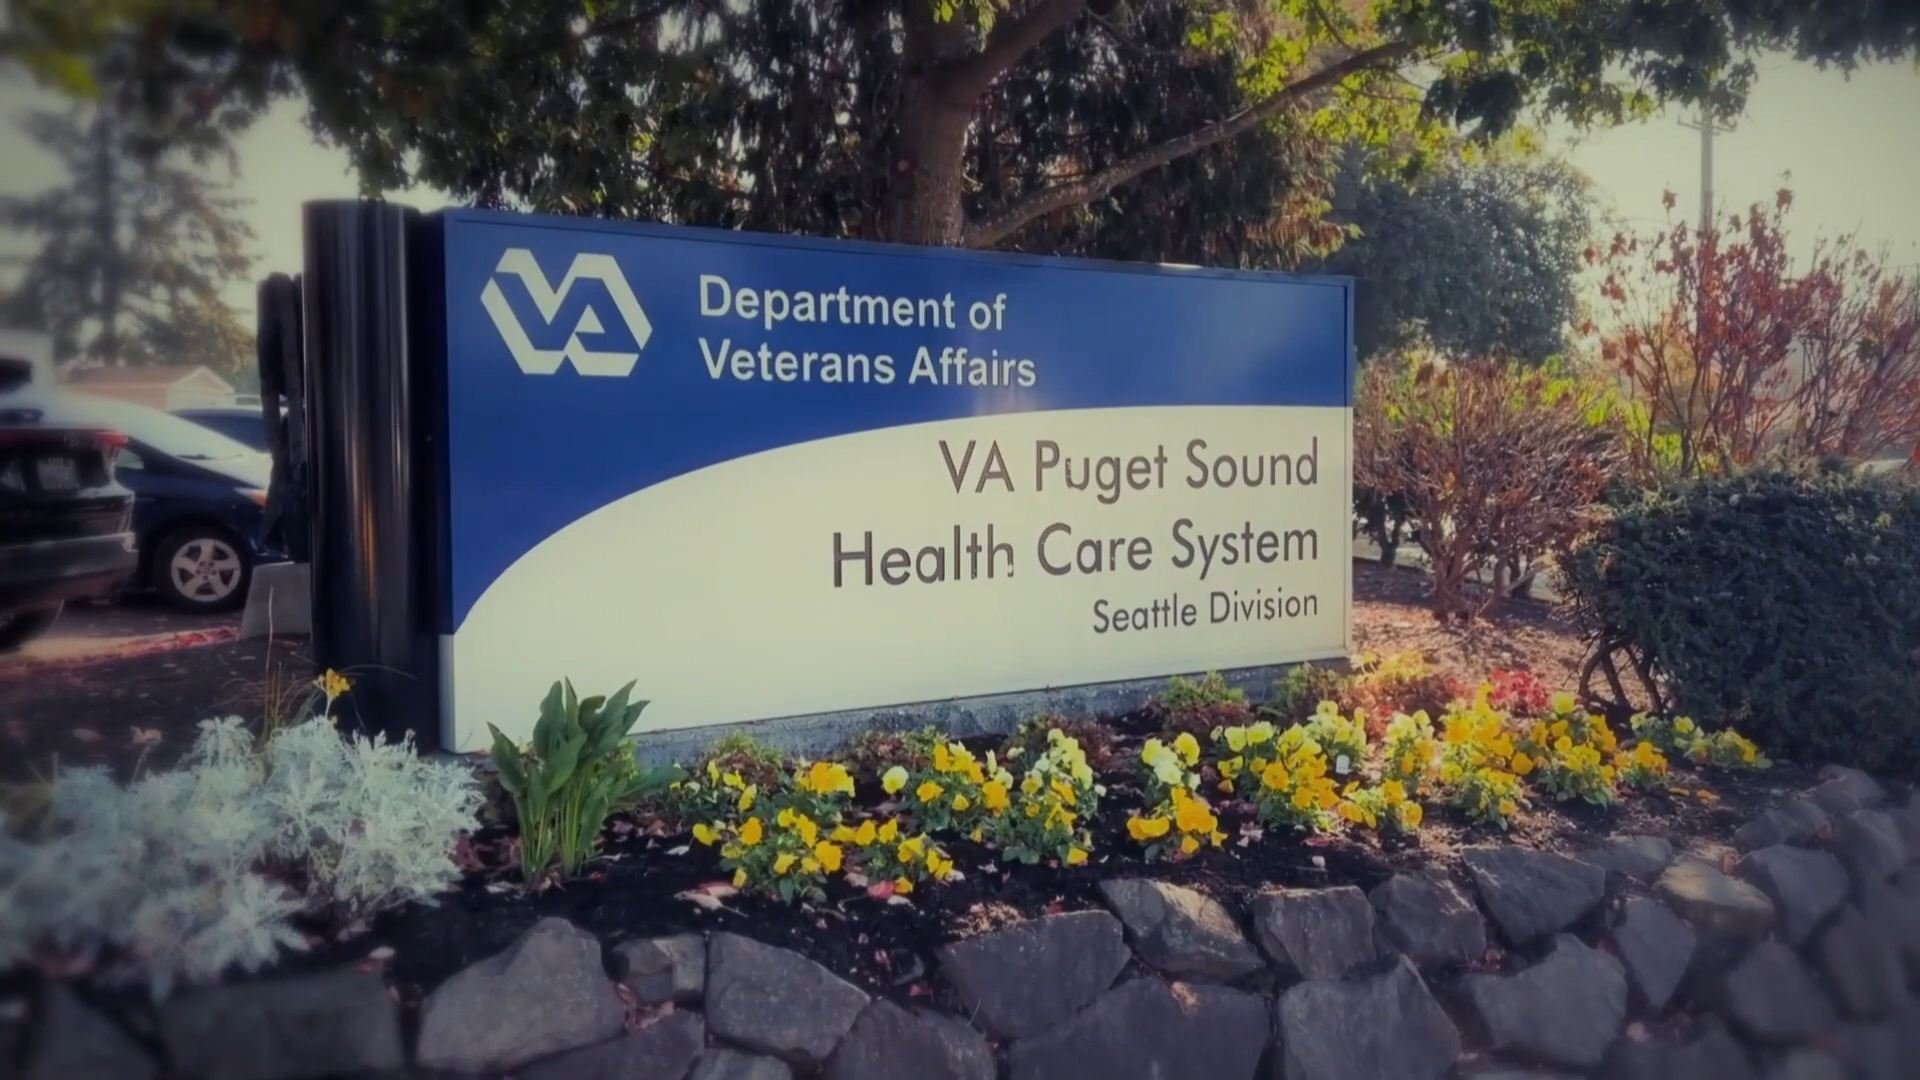 VA
Department of
Veterans Affairs
VA Puget Sound
Health Care System
Seattle Division